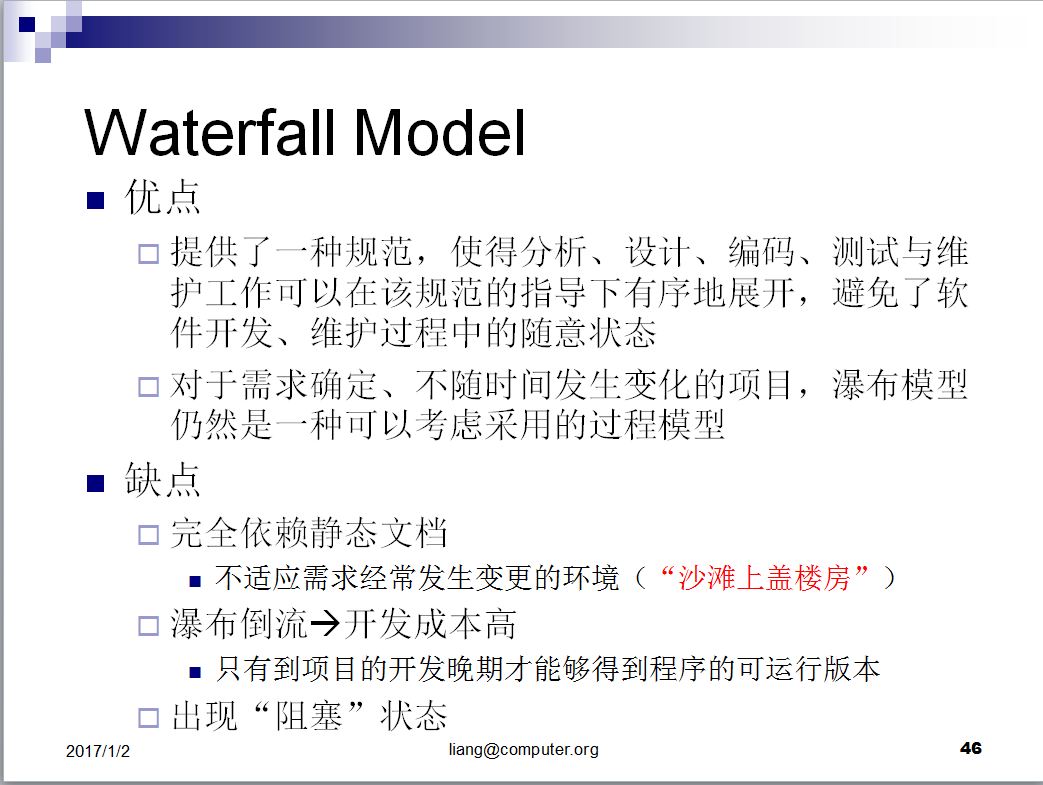 Waterfall Model
优点
提供了一种规范，使得分析、设计、编码、测试与维
护工作可以在该规范的指导下有序地展开，避免了软
件开发、维护过程中的随意状态
对于需求确定、不随时间发生变化的项目，瀑布模型
仍然是一种可以考虑采用的过程模型
缺点
完全依赖静态文档
不适应需求经常发生变更的环境（“沙滩上盖楼房”）
瀑布倒流→开发成本高
只有到项目的开发晚期才能够得到程序的可运行版本
出现“阻塞”状态
2017/1/2
liang@computer.org
46